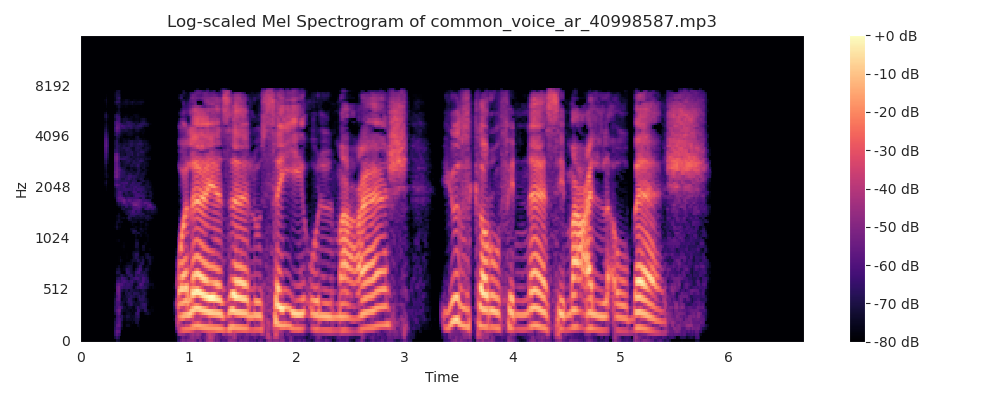 Log-scaled Mel Spectrogram of common_voice_ar_40998587.mp3
Hz
8192
4096
2048
1024
512
0
0 1 2 3 4 5 6
Time
+0 dB
-10 dB
-20 dB
-30 dB
-40 dB
-50 dB
-60 dB
-70 dB
-80 dB